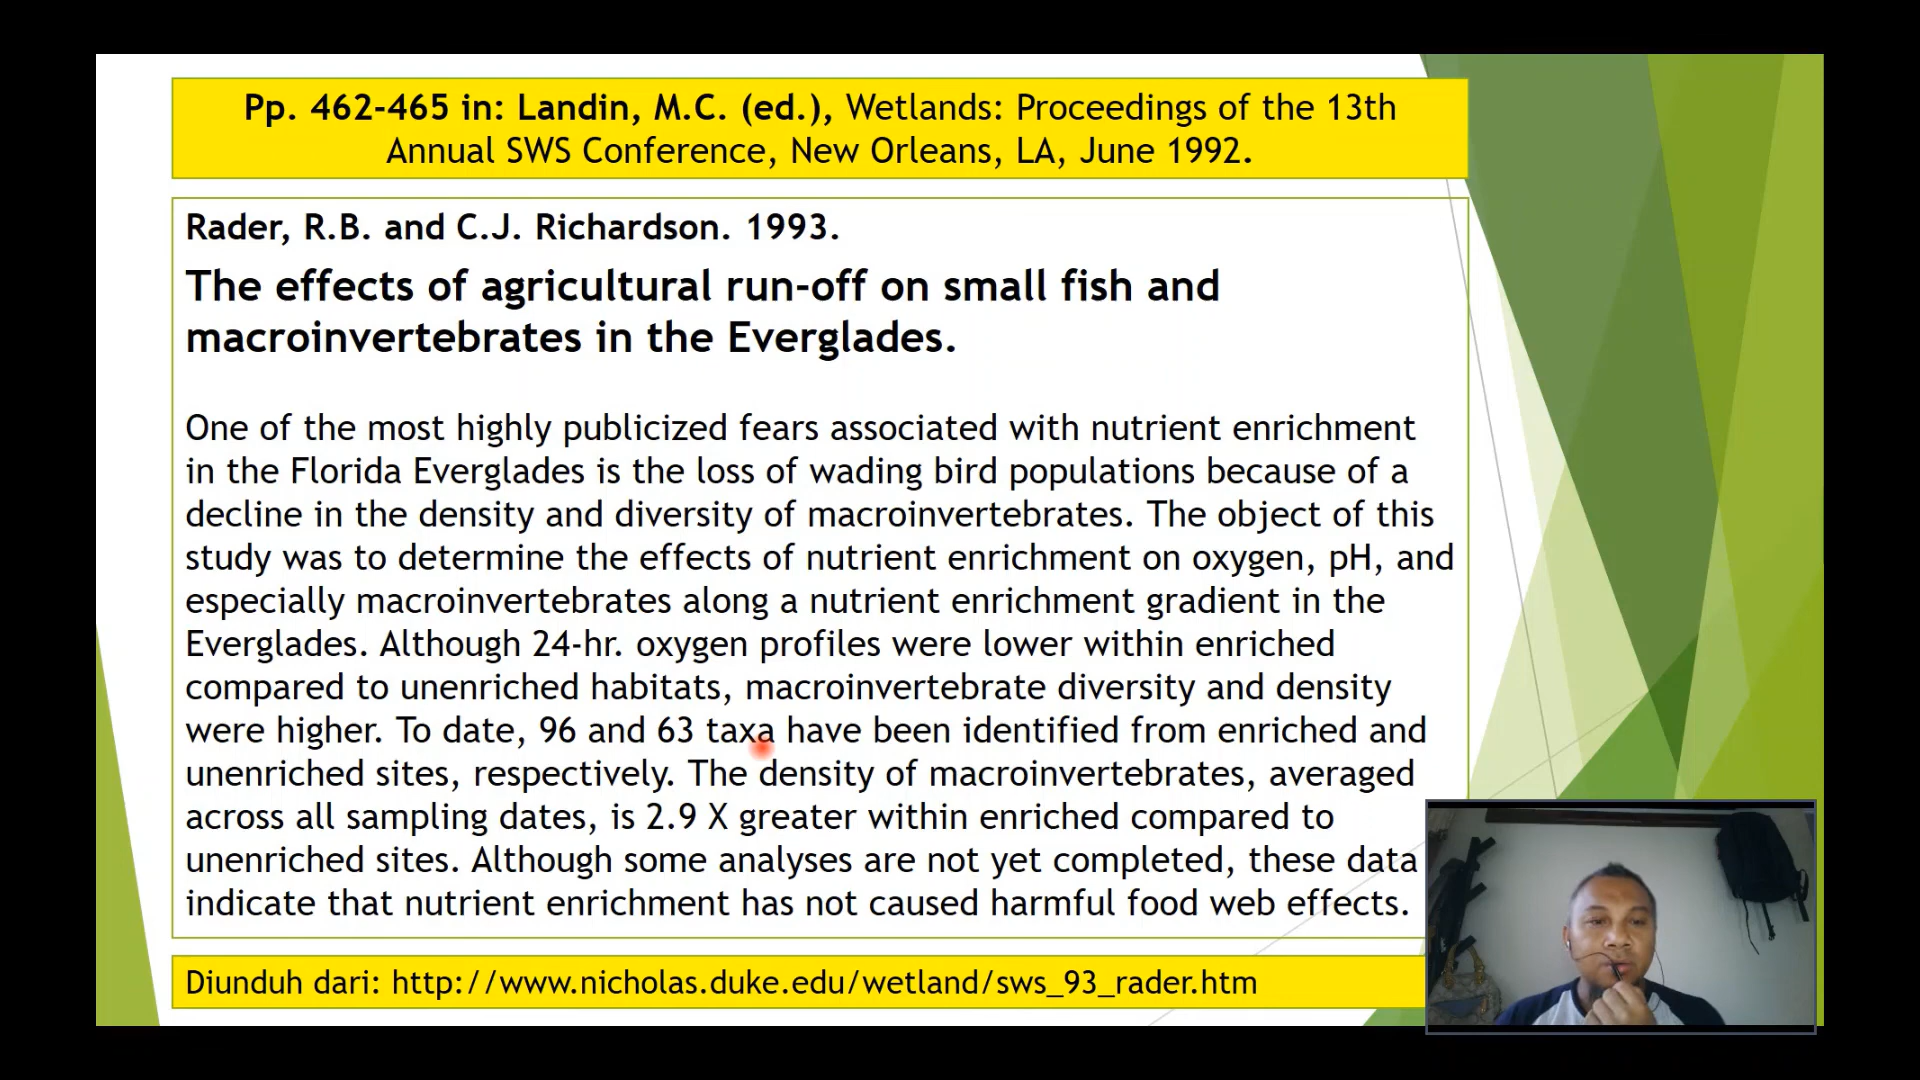 Pp. 462-465 in: Landin, M.C. (ed.), Wetlands: Proceedings of the 13th
Annual SWS Conference, New Orleans, LA, June 1992.
Rader, R.B. and C.J. Richardson. 1993.
The effects of agricultural run-off on small fish and
macroinvertebrates in the Everglades.
One of the most highly publicized fears associated with nutrient enrichment
in the Florida Everglades is the loss of wading bird populations because of a
decline in the density and diversity of macroinvertebrates. The object of this
study was to determine the effects of nutrient enrichment on oxygen, pH, and
especially macroinvertebrates along a nutrient enrichment gradient in the
Everglades. Although 24-hr. oxygen profiles were lower within enriched
compared to unenriched habitats, macroinvertebrate diversity and density
were higher. To date, 96 and 63 taxa have been identified from enriched and
unenriched sites, respectively. The density of macroinvertebrates, averaged
across all sampling dates, is 2.9 X greater within enriched compared to
unenriched sites. Although some analyses are not yet completed, these data
indicate that nutrient enrichment has not caused harmful food web effects.
Diunduh dari: http://www.nicholas.duke.edu/wetland/sws_93_rader.htm